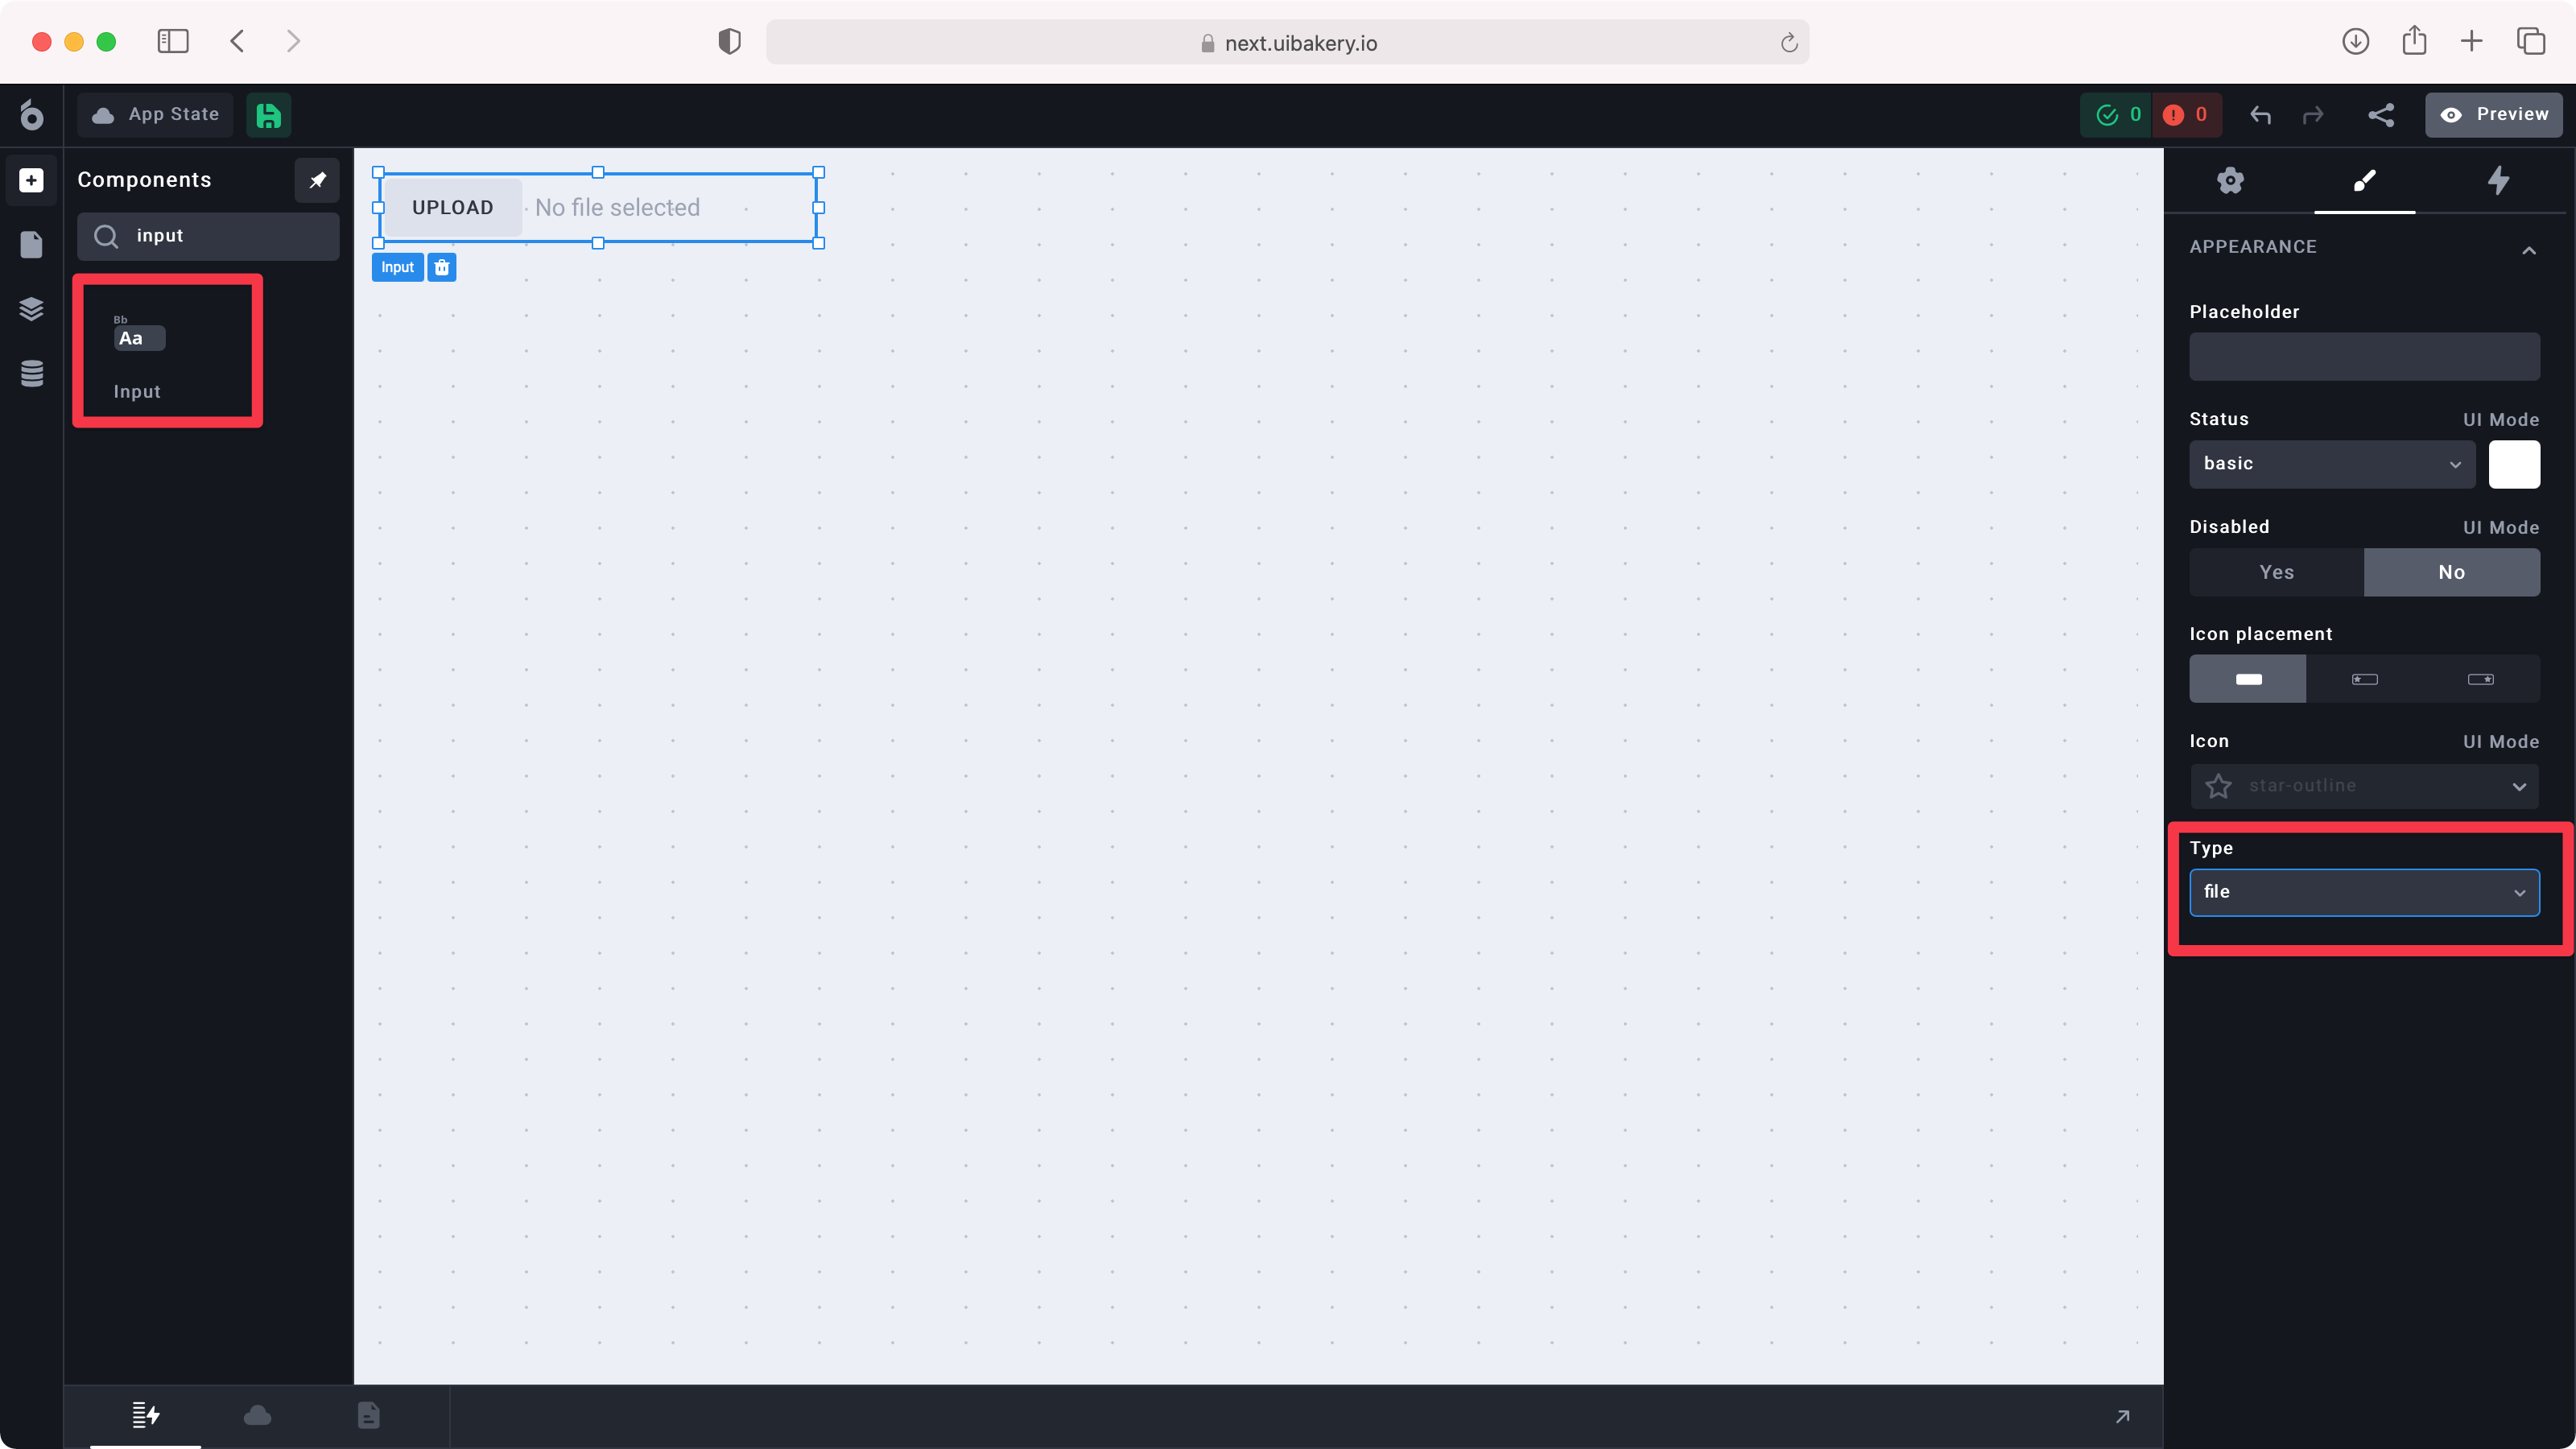 next.uibakery.io
App State
0
0
Preview
Components
input
Bb
Aa
Input
UPLOAD
No file selected
Input
APPEARANCE
Placeholder
Status
UI Mode
basic
Disabled
UI Mode
Yes
No
Icon placement
Icon
UI Mode
star-outline
Type
file